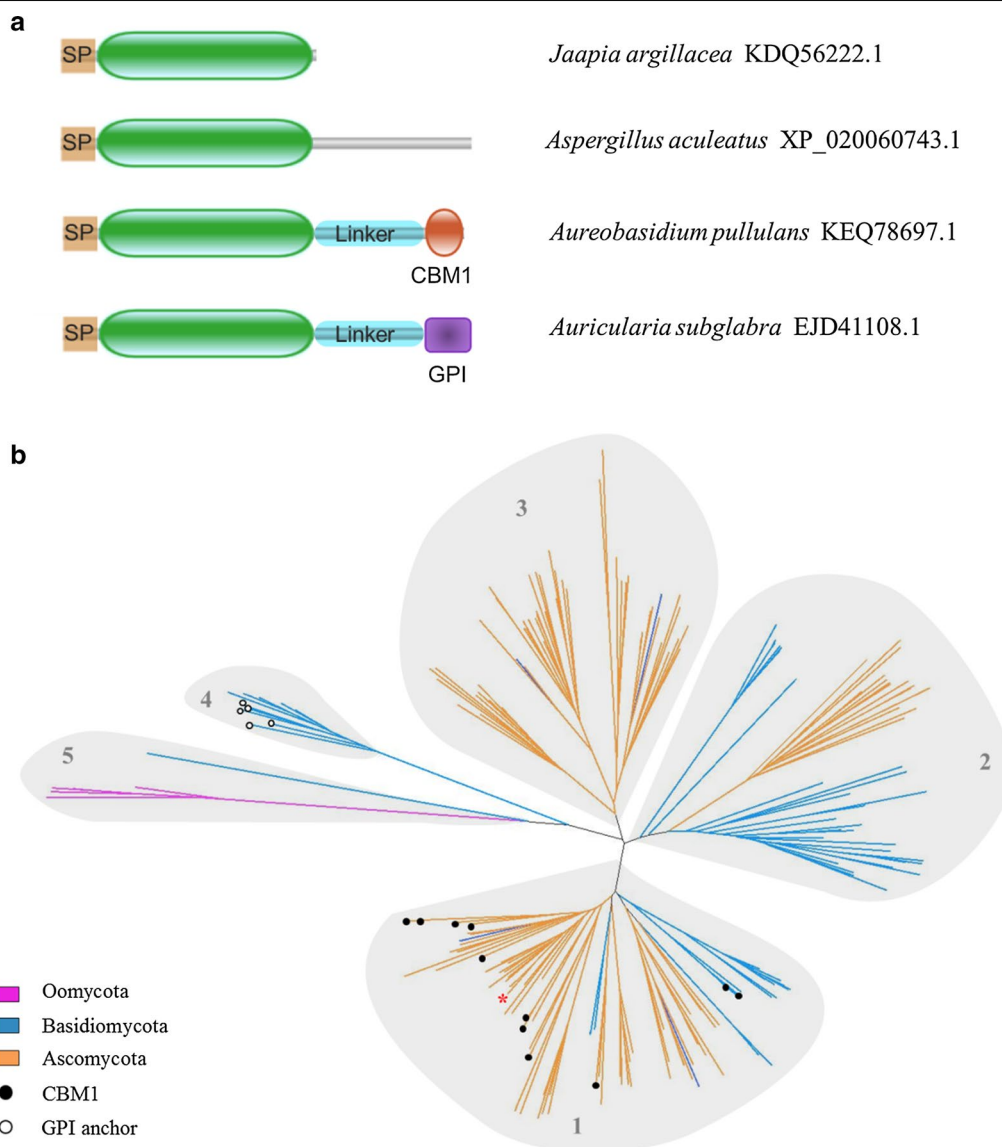 a
SP
Jaapia argillacea KDQ56222.1
SP
Aspergillus aculeatus XP_020060743.1
SP Linker
Aureobasidium pullulans KEQ78697.1
CBM1
SP Linker
Auricularia subglabra EJD41108.1
GPI
b
3
4
2
5
*
1
Oomycota
Basidiomycota
Ascomycota
CBM1
GPI anchor